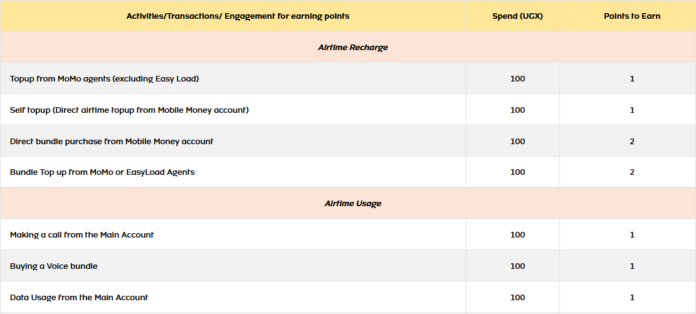 Activities/Transactions/ Engagement for earning points Spend (UGX) Points to Earn
Airtime Recharge
Topup from MoMo agents (excluding Easy Load) 100 1
Self topup (Direct airtime topup from Mobile Money account) 100 1
Direct bundle purchase from Mobile Money account 100 2
Bundle Top up from MoMo or EasyLoad Agents 100 2
Airtime Usage
Making a call from the Main Account 100 1
Buying a Voice bundle 100 1
Data Usage from the Main Account 100 1